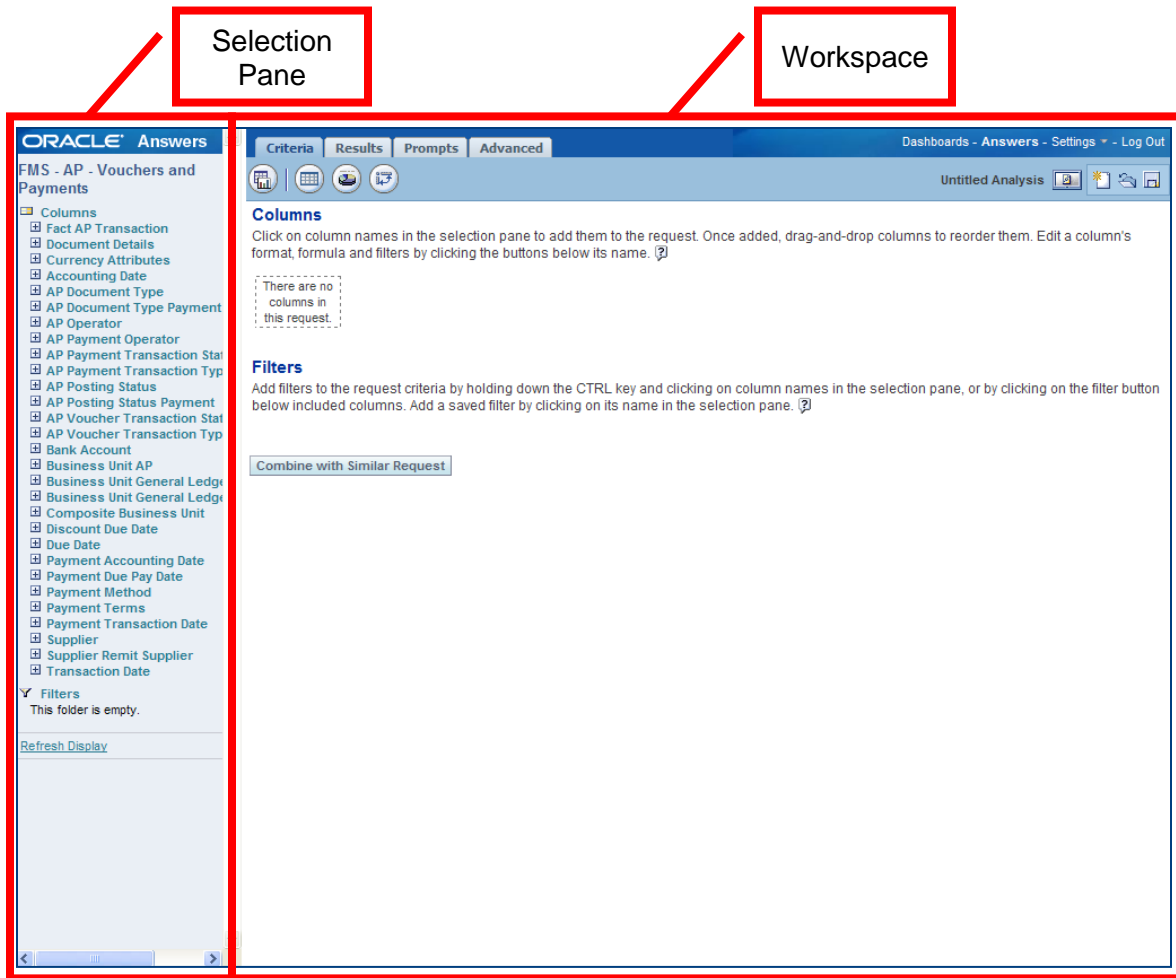 Selection
Pane
Workspace
ORACLE Answers
FMS - AP - Vouchers and
Payments
Columns
Fact AP Transaction
Document Details
Currency Attributes
Accounting Date
AP Document Type
AP Document Type Payment
AP Operator
AP Payment Operator
AP Payment Transaction Stat
AP Payment Transaction Typ
AP Posting Status
AP Posting Status Payment
AP Voucher Transaction Stat
AP Voucher Transaction Typ
Bank Account
Business Unit AP
Business Unit General Ledge
Business Unit General Ledge
Composite Business Unit
Discount Due Date
Due Date
Payment Accounting Date
Payment Due Pay Date
Payment Method
Payment Terms
Payment Transaction Date
Supplier
Supplier Remit Supplier
Transaction Date
Filters
This folder is empty.
Refresh Display
Criteria Results Prompts Advanced
Dashboards - Answers - Settings - Log Out
Untitled Analysis
Columns
Click on column names in the selection pane to add them to the request. Once added, drag-and-drop columns to reorder them. Edit a column's
format, formula and filters by clicking the buttons below its name.
There are no
columns in
this request.
Filters
Add filters to the request criteria by holding down the CTRL key and clicking on column names in the selection pane, or by clicking on the filter button
below included columns. Add a saved filter by clicking on its name in the selection pane.
Combine with Similar Request